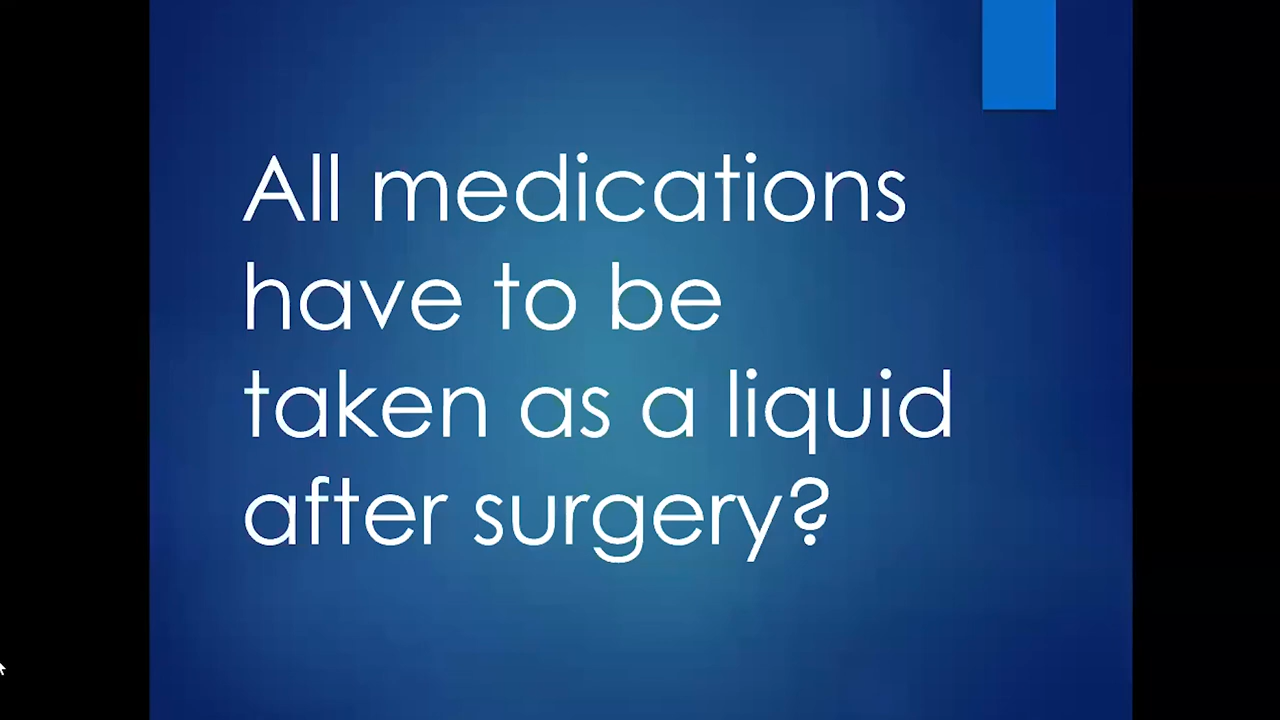 All medications
have to be
taken as a liquid
after surgery?